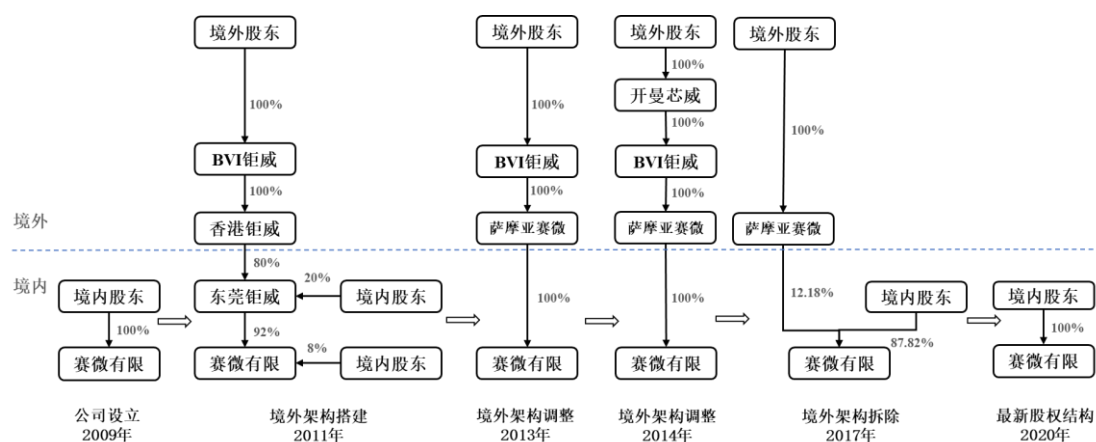 境外股东
境外股东
境外股东
境外股东
100%
开曼芯威
100%
100%
100%
100%
BVI钜威
BVI钜威
BVI钜威
100%
100%
100%
境外
香港钜威
萨摩亚赛微
萨摩亚赛微
萨摩亚赛微
境内
80%
20%
境内股东
东莞钜威
境内股东
100%
100%
12.18%
境内股东
境内股东
100%
92%
8%
87.82%
100%
赛微有限
赛微有限
境内股东
赛微有限
赛微有限
赛微有限
赛微有限
公司设立
2009年
境外架构搭建
2011年
境外架构调整
2013年
境外架构调整
2014年
境外架构拆除
2017年
最新股权结构
2020年